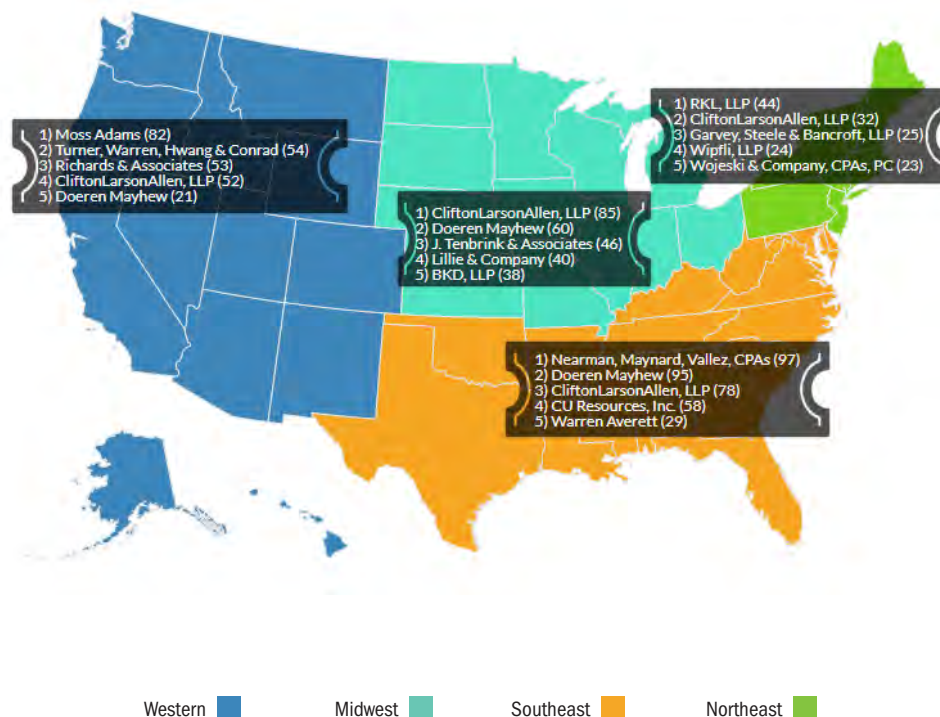 1) Moss Adams (82)
2) Turner, Warren, Hwang & Conrad (54)
3) Richards & Associates (53)
4) CliftonLarsonAllen, LLP (52)
5) Doeren Mayhew (21)
1) RKL, LLP (44)
2) CliftonLarsonAllen, LLP (32)
3) Garvey, Steele & Bancroft, LLP (25)
4) Wipfli, LLP (24)
5) Wojeski & Company, CPAs, PC (23)
1) CliftonLarsonAllen, LLP (85)
2) Doeren Mayhew (60)
3) J. Tenbrink & Associates (46)
4) Lillie & Company (40)
5) BKD, LLP (38)
1) Nearman, Maynard, Vallez, CPAs (97)
2) Doeren Mayhew (95)
3) CliftonLarsonAllen, LLP (78)
4) CU Resources, Inc. (58)
5) Warren Averett (29)
Western
Midwest
Southeast
Northeast